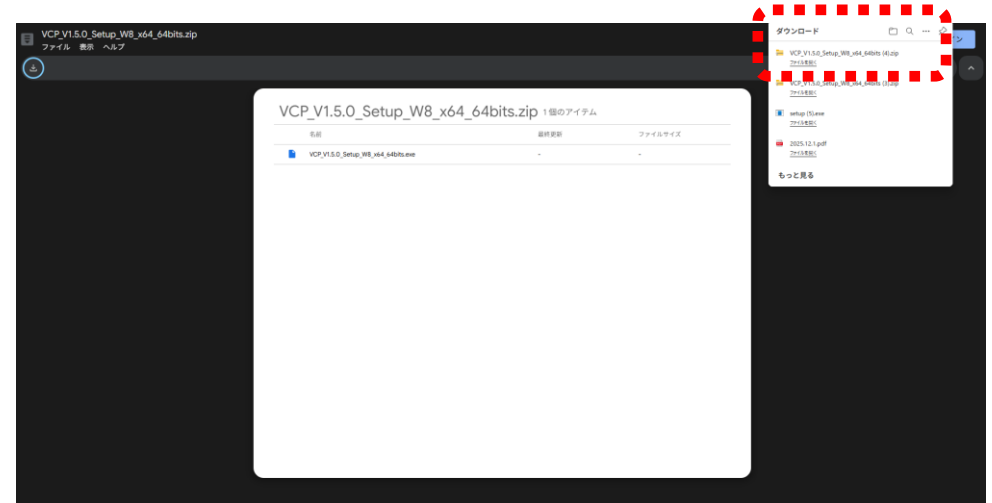 VCP_V1.5.0_Setup_W8_x64_64bits.zip
ファイル 表示 ヘルプ
VCP_V1.5.0_Setup_W8_x64_64bits.zip 1 個のアイテム
名前 最終更新 ファイルサイズ
VCP_V1.5.0_Setup_W8_x64_64bits.exe - -
ダウンロード
VCP_V1.5.0_Setup_W8_x64_64bits (4).zip
ファイルを開く
VCP_V1.5.0_Setup_W8_x64_64bits (3).zip
ファイルを開く
setup (5).exe
ファイルを開く
2025.12.1.pdf
ファイルを開く
もっと見る